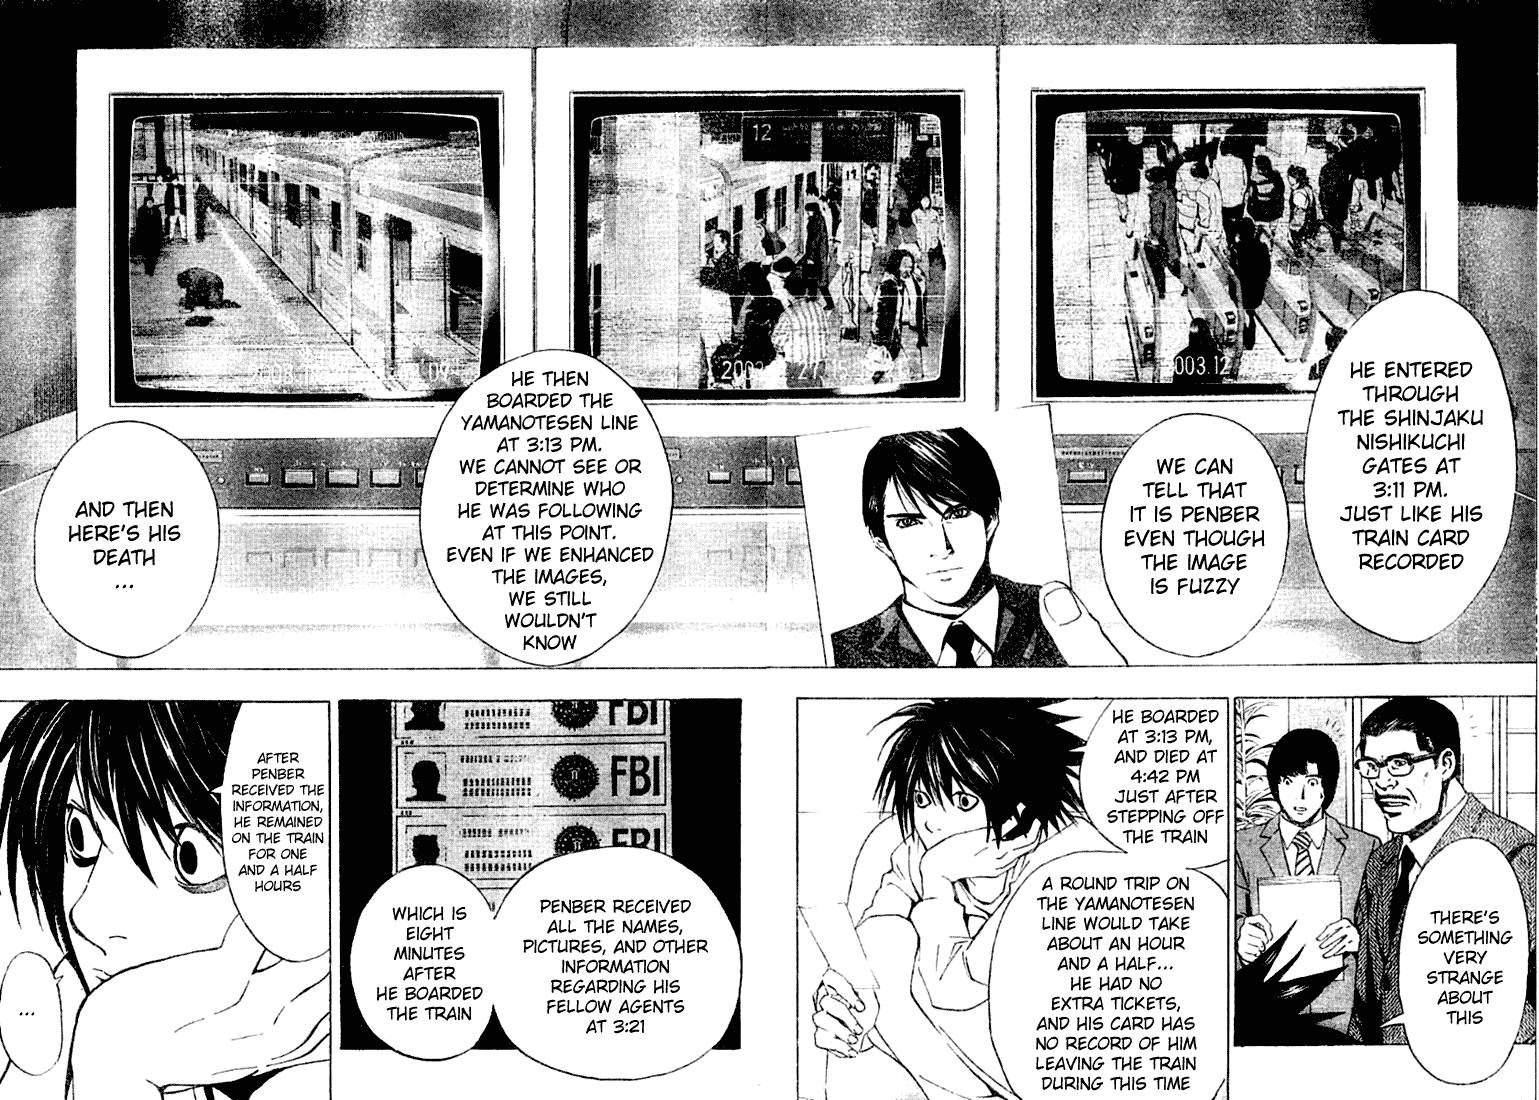 HE ENTERED
THROUGH
THE SHINJAKU
NISHIKUCHI
GATES AT
3:11 PM.
JUST LIKE HIS
TRAIN CARD
RECORDED
WE CAN
TELL THAT
IT IS PENBER
EVEN THOUGH
THE IMAGE
IS FUZZY
12
HE THEN
BOARDED THE
YAMANOTESEN LINE
AT 3:13 PM.
WE CANNOT SEE OR
DETERMINE WHO
HE WAS FOLLOWING
AT THIS POINT.
EVEN IF WE ENHANCED
THE IMAGES,
WE STILL
WOULDN'T
KNOW
AND THEN
HERE'S HIS
DEATH
...
THERE'S
SOMETHING
VERY
STRANGE
ABOUT
THIS
HE BOARDED
AT 3:13 PM,
AND DIED AT
4:42 PM
JUST AFTER
STEPPING OFF
THE TRAIN
A ROUND TRIP ON
THE YAMANOTESEN
LINE WOULD TAKE
ABOUT AN HOUR
AND A HALF...
HE HAD NO
EXTRA TICKETS,
AND HIS CARD HAS
NO RECORD OF HIM
LEAVING THE TRAIN
DURING THIS TIME
FBI
FBI
FBI
PENBER RECEIVED
ALL THE NAMES,
PICTURES, AND OTHER
INFORMATION
REGARDING HIS
FELLOW AGENTS
AT 3:21
WHICH IS
EIGHT
MINUTES
AFTER
HE BOARDED
THE TRAIN
AFTER
PENBER
RECEIVED THE
INFORMATION,
HE REMAINED
ON THE TRAIN
FOR ONE
AND A HALF
HOURS
...